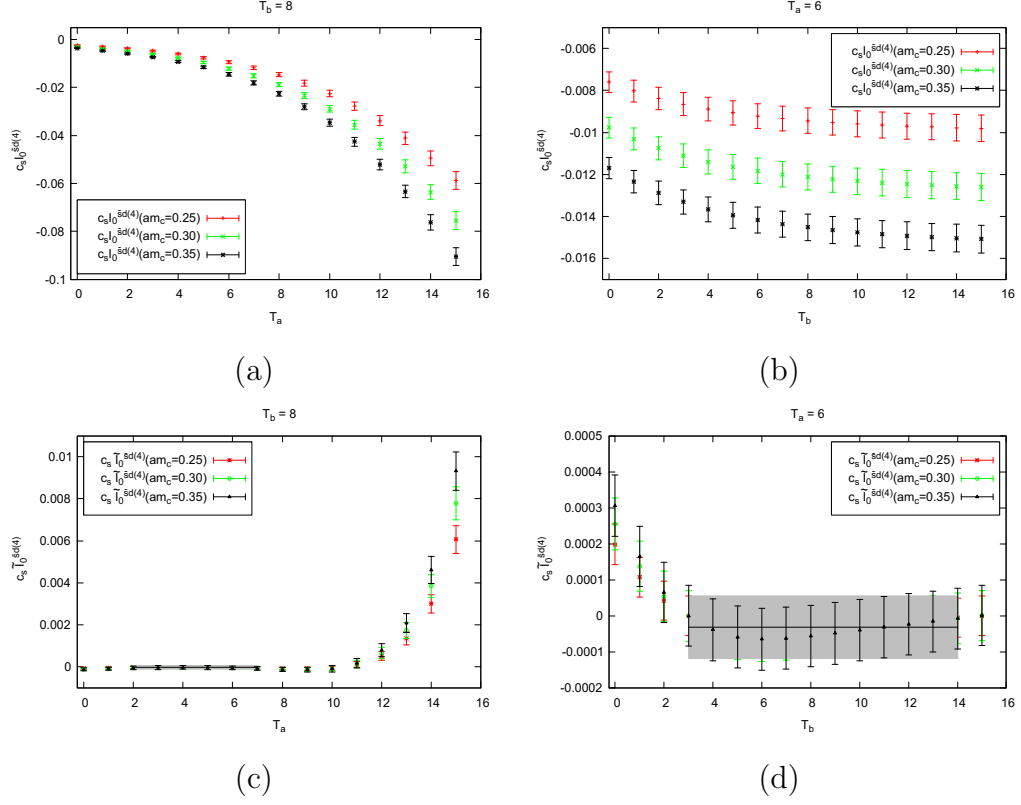 T_b = 8
0
-0.02
-0.04
-0.06
-0.08
-0.1
0 2 4 6 8 10 12 14 16
c_s I_0^{s̄d(4)}
T_a
c_s I_0^{s̄d(4)}(am_c=0.25)
c_s I_0^{s̄d(4)}(am_c=0.30)
c_s I_0^{s̄d(4)}(am_c=0.35)
(a)
T_a = 6
-0.006
-0.008
-0.01
-0.012
-0.014
-0.016
0 2 4 6 8 10 12 14 16
c_s I_0^{s̄d(4)}
T_b
c_s I_0^{s̄d(4)}(am_c=0.25)
c_s I_0^{s̄d(4)}(am_c=0.30)
c_s I_0^{s̄d(4)}(am_c=0.35)
(b)
T_b = 8
0.01
0.008
0.006
0.004
0.002
0
0 2 4 6 8 10 12 14 16
c_s Ĩ_0^{s̄d(4)}
T_a
c_s Ĩ_0^{s̄d(4)}(am_c=0.25)
c_s Ĩ_0^{s̄d(4)}(am_c=0.30)
c_s Ĩ_0^{s̄d(4)}(am_c=0.35)
(c)
T_a = 6
0.0005
0.0004
0.0003
0.0002
0.0001
0
-0.0001
-0.0002
0 2 4 6 8 10 12 14 16
c_s Ĩ_0^{s̄d(4)}
T_b
c_s Ĩ_0^{s̄d(4)}(am_c=0.25)
c_s Ĩ_0^{s̄d(4)}(am_c=0.30)
c_s Ĩ_0^{s̄d(4)}(am_c=0.35)
(d)